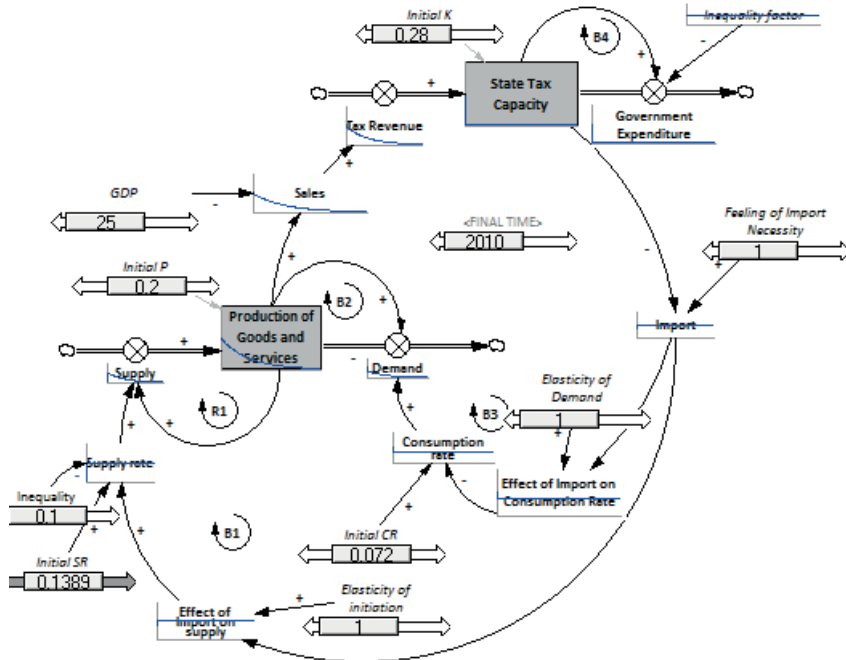 Initial K
0.28
B4
Inequality factor
State Tax
Capacity
+
-
+
Tax Revenue
Government
Expenditure
+
GDP
-
Sales
25
<FINAL TIME>
2010
Feeling of Import
Necessity
1
+
-
+
Initial P
0.2
B2
+
Production of
Goods and
Services
+
-
Import
Supply
Demand
Elasticity of
Demand
1
R1
+
+
B3
+
+
Supply rate
-
Consumption
rate
+
Effect of Import on
Consumption Rate
-
Inequality
0.1
+
+
B1
+
Initial SR
0.1389
Initial CR
0.072
Elasticity of
initiation
+
1
Effect of
Import on
supply